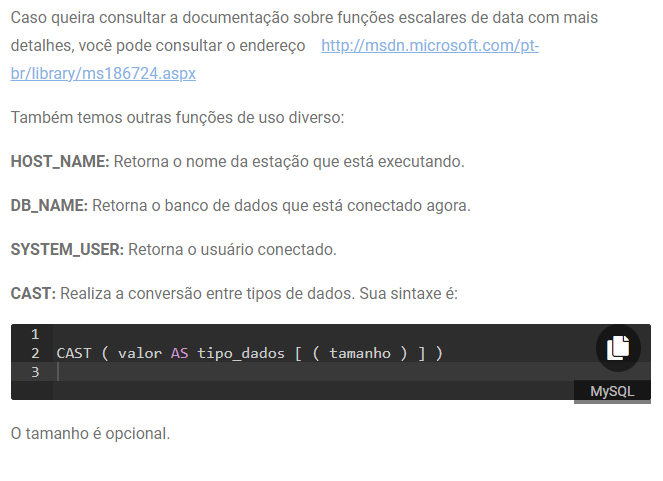 Caso queira consultar a documentação sobre funções escalares de data com mais
detalhes, você pode consultar o endereço http://msdn.microsoft.com/pt-
br/library/ms186724.aspx
Também temos outras funções de uso diverso:
HOST_NAME: Retorna o nome da estação que está executando.
DB_NAME: Retorna o banco de dados que está conectado agora.
SYSTEM_USER: Retorna o usuário conectado.
CAST: Realiza a conversão entre tipos de dados. Sua sintaxe é:
1
2 CAST ( valor AS tipo_dados [ ( tamanho ) ] )
3
MySQL
O tamanho é opcional.